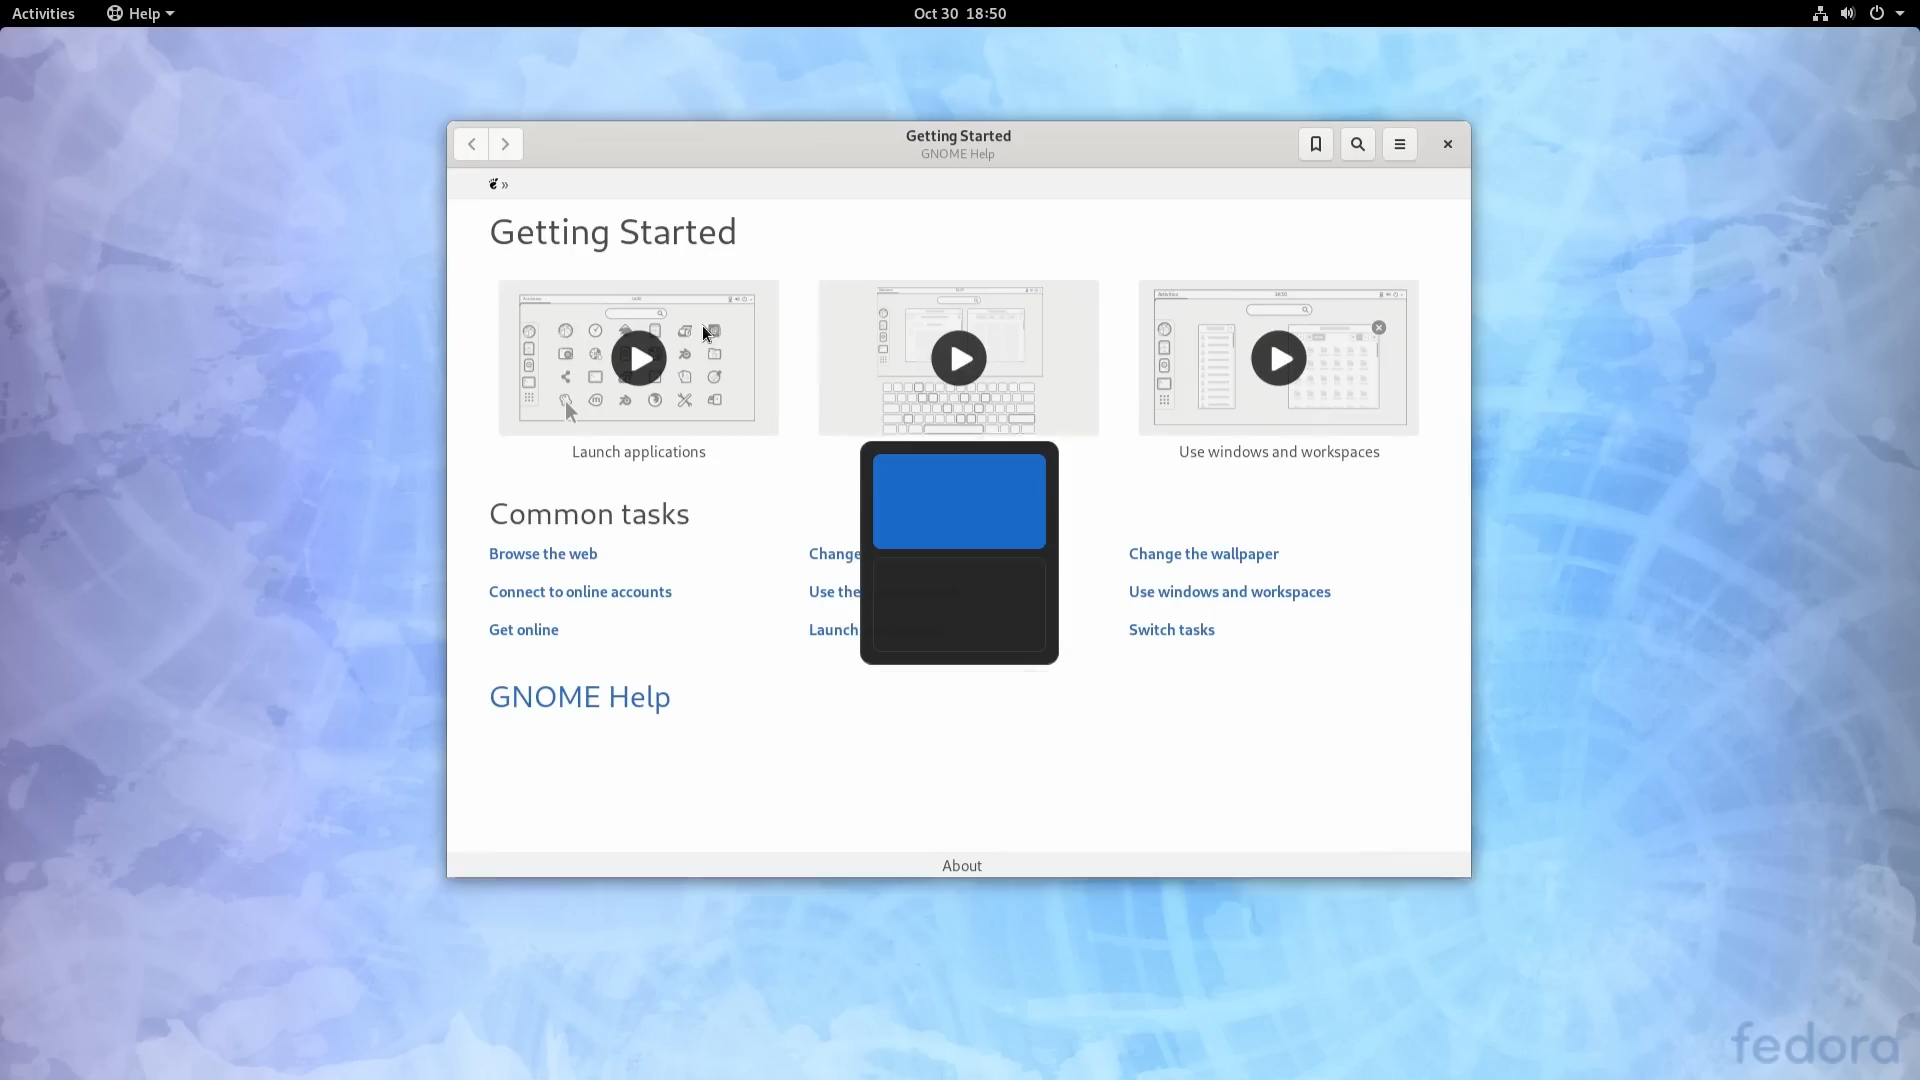 Activities Help Oct 30 18:50
Getting Started
GNOME Help
»
Getting Started
Launch applications
Use windows and workspaces
Common tasks
Browse the web Change Change the wallpaper
Connect to online accounts Use the Use windows and workspaces
Get online Launch Switch tasks
GNOME Help
About
fedora